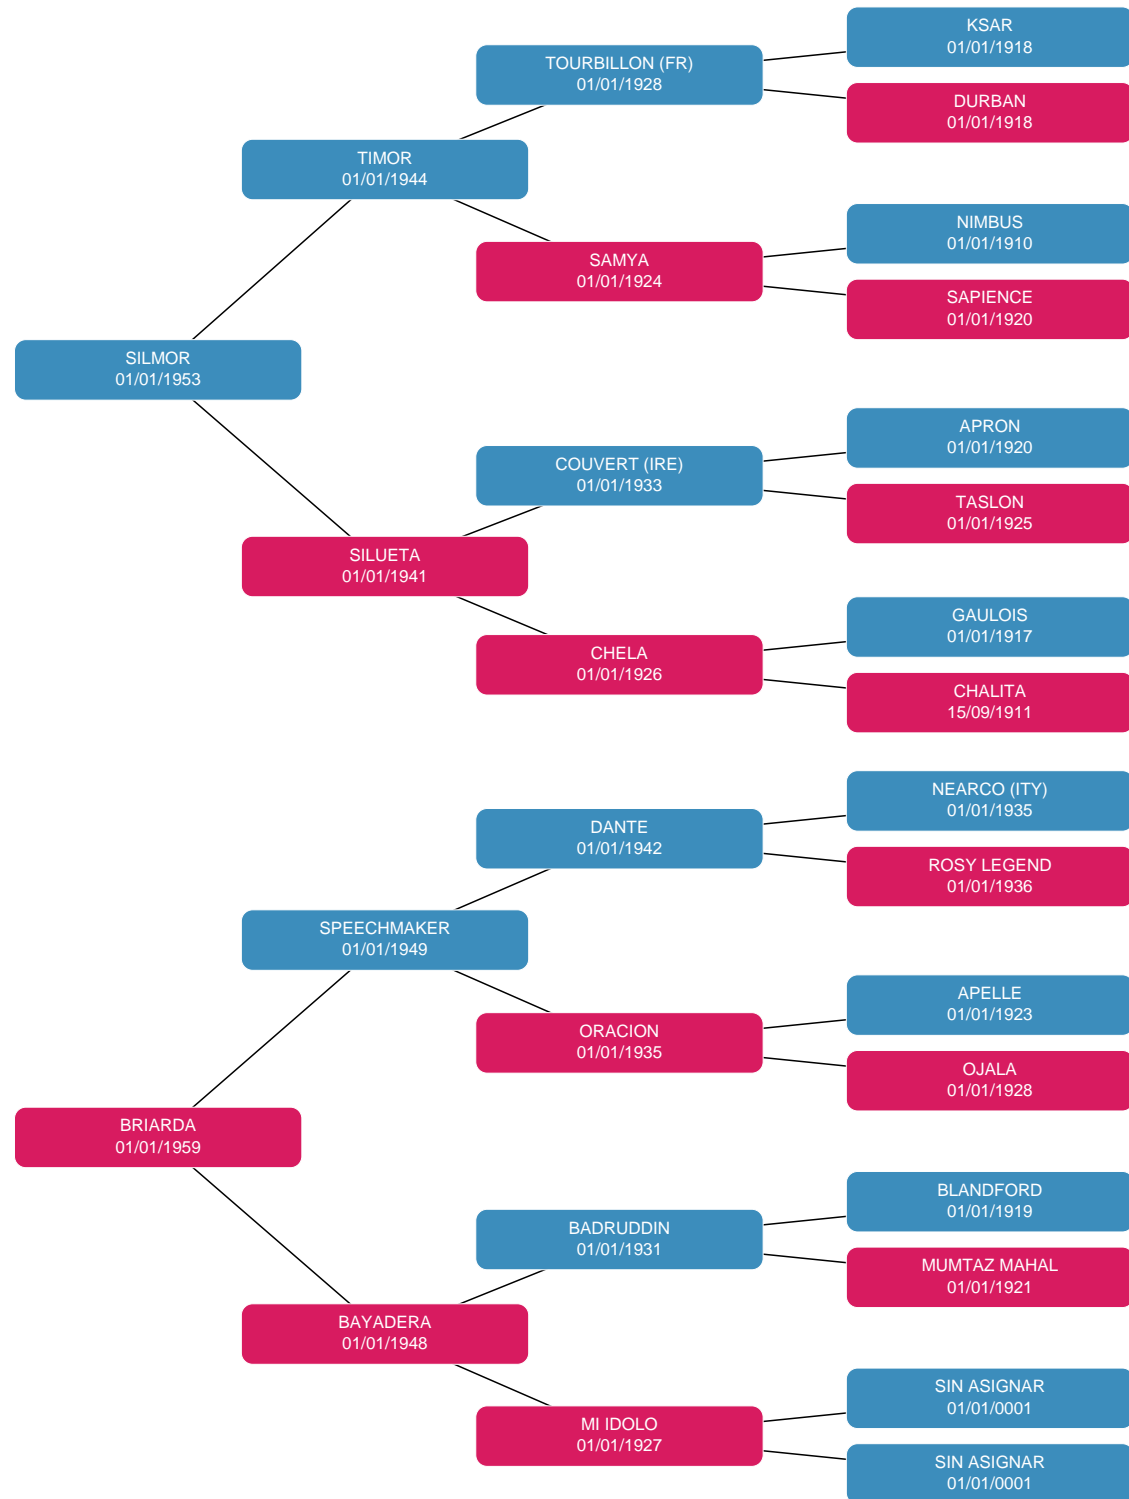 KSAR
01/01/1918
TOURBILLON (FR)
01/01/1928
DURBAN
01/01/1918
TIMOR
01/01/1944
NIMBUS
01/01/1910
SAMYA
01/01/1924
SAPIENCE
01/01/1920
SILMOR
01/01/1953
APRON
01/01/1920
COUVERT (IRE)
01/01/1933
TASLON
01/01/1925
SILUETA
01/01/1941
GAULOIS
01/01/1917
CHELA
01/01/1926
CHALITA
15/09/1911
NEARCO (ITY)
01/01/1935
DANTE
01/01/1942
ROSY LEGEND
01/01/1936
SPEECHMAKER
01/01/1949
APELLE
01/01/1923
ORACION
01/01/1935
OJALA
01/01/1928
BRIARDA
01/01/1959
BLANDFORD
01/01/1919
BADRUDDIN
01/01/1931
MUMTAZ MAHAL
01/01/1921
BAYADERA
01/01/1948
SIN ASIGNAR
01/01/0001
MI IDOLO
01/01/1927
SIN ASIGNAR
01/01/0001